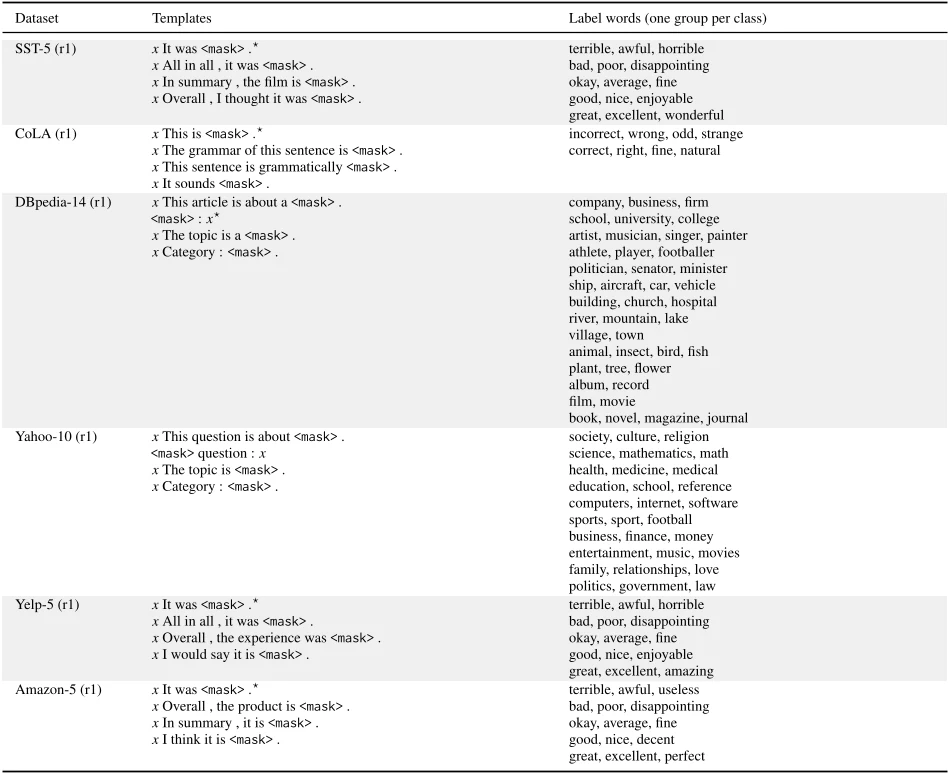 Dataset Templates Label words (one group per class)
SST-5 (r1) x It was <mask> .* terrible, awful, horrible
x All in all , it was <mask> . bad, poor, disappointing
x In summary , the film is <mask> . okay, average, fine
x Overall , I thought it was <mask> . good, nice, enjoyable
great, excellent, wonderful
CoLA (r1) x This is <mask> .* incorrect, wrong, odd, strange
x The grammar of this sentence is <mask> . correct, right, fine, natural
x This sentence is grammatically <mask> .
x It sounds <mask> .
DBpedia-14 (r1) x This article is about a <mask> . company, business, firm
<mask> : x* school, university, college
x The topic is a <mask> . artist, musician, singer, painter
x Category : <mask> . athlete, player, footballer
politician, senator, minister
ship, aircraft, car, vehicle
building, church, hospital
river, mountain, lake
village, town
animal, insect, bird, fish
plant, tree, flower
album, record
film, movie
book, novel, magazine, journal
Yahoo-10 (r1) x This question is about <mask> . society, culture, religion
<mask> question : x science, mathematics, math
x The topic is <mask> . health, medicine, medical
x Category : <mask> . education, school, reference
computers, internet, software
sports, sport, football
business, finance, money
entertainment, music, movies
family, relationships, love
politics, government, law
Yelp-5 (r1) x It was <mask> .* terrible, awful, horrible
x All in all , it was <mask> . bad, poor, disappointing
x Overall , the experience was <mask> . okay, average, fine
x I would say it is <mask> . good, nice, enjoyable
great, excellent, amazing
Amazon-5 (r1) x It was <mask> .* terrible, awful, useless
x Overall , the product is <mask> . bad, poor, disappointing
x In summary , it is <mask> . okay, average, fine
x I think it is <mask> . good, nice, decent
great, excellent, perfect